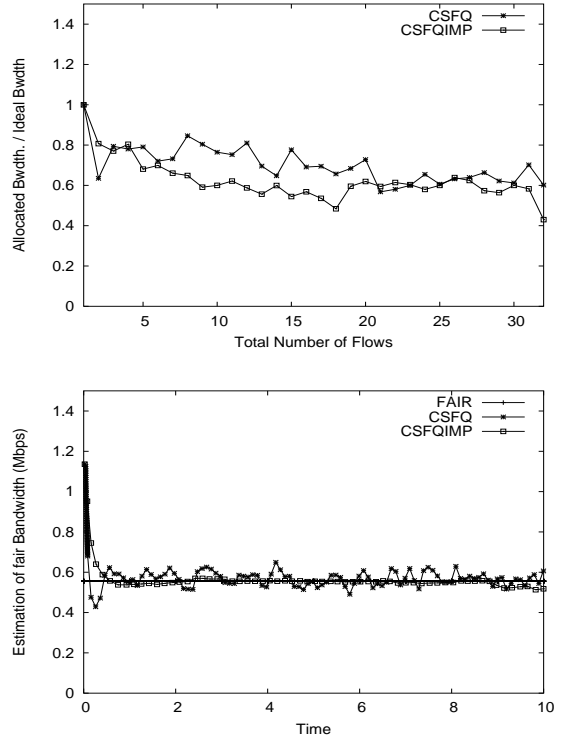 1.4
1.2
1
0.8
0.6
0.4
0.2
0
Allocated Bwdth. / Ideal Bwdth
CSFQ
CSFQIMP
5 10 15 20 25 30
Total Number of Flows
1.4
1.2
1
0.8
0.6
0.4
0.2
0
Estimation of fair Bandwidth (Mbps)
FAIR
CSFQ
CSFQIMP
0 2 4 6 8 10
Time